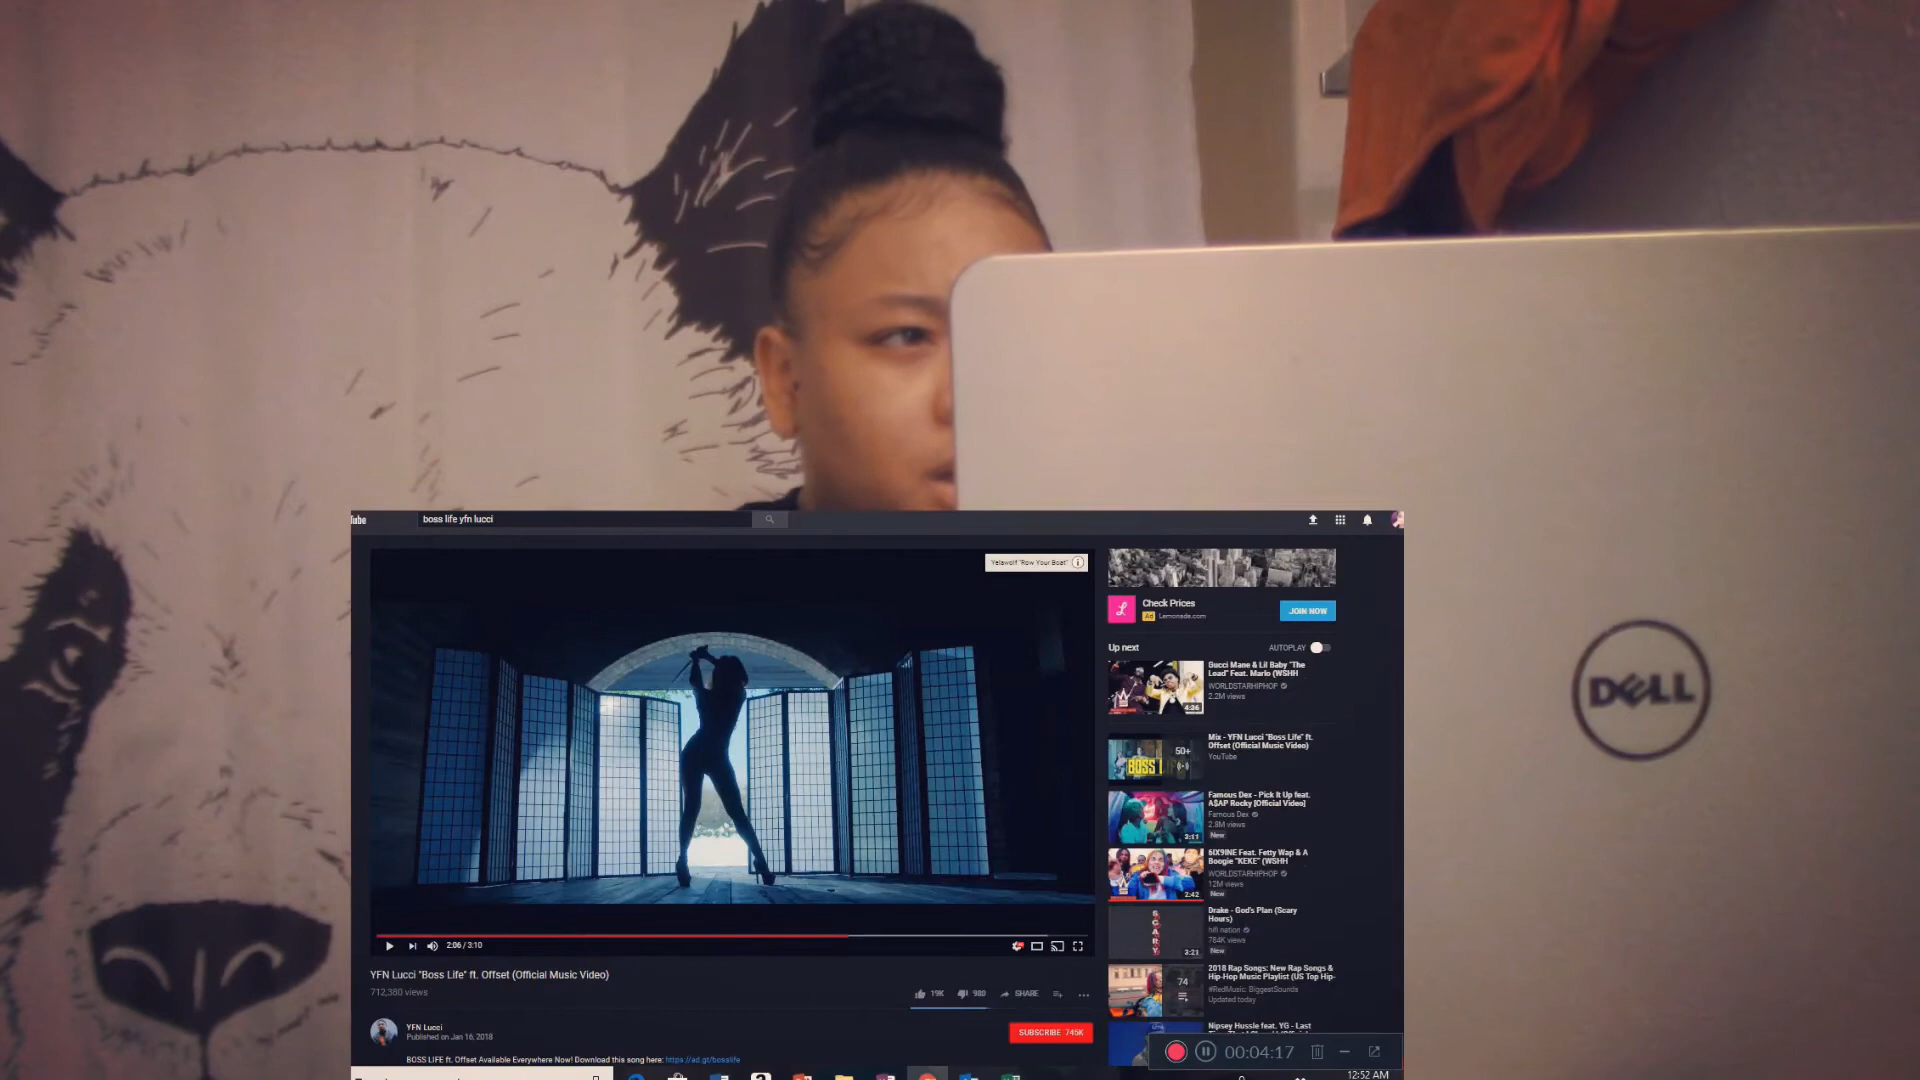 Tube
boss life yfn lucci
Yelawolf "Row Your Boat"
Check Prices
Ad Lemonade.com
JOIN NOW
Up next
AUTOPLAY
Gucci Mane & Lil Baby "The
Load" Feat. Marlo (WSHH
WORLDSTARHIPHOP
2.2M views
4:26
Mix - YFN Lucci "Boss Life" ft.
Offset (Official Music Video)
YouTube
50+
BOSS LIFE
Famous Dex - Pick It Up feat.
A$AP Rocky [Official Video]
Famous Dex
2.8M views
New
3:11
6IX9INE Feat. Fetty Wap & A
Boogie "KEKE" (WSHH
WORLDSTARHIPHOP
12M views
New
2:42
Drake - God's Plan (Scary
Hours)
hifi nation
784K views
New
SCARY
3:21
2018 Rap Songs: New Rap Songs &
Hip-Hop Music Playlist (US Top Hip-
#RedMusic: BiggestSounds
Updated today
74
Nipsey Hussle feat. YG - Last
2:06 / 3:10
YFN Lucci "Boss Life" ft. Offset (Official Music Video)
712,380 views
19K
980
SHARE
YFN Lucci
Published on Jan 16, 2018
SUBSCRIBE 745K
BOSS LIFE ft. Offset Available Everywhere Now! Download this song here: https://ad.gt/bosslife
00:04:17
12:52 AM
DELL